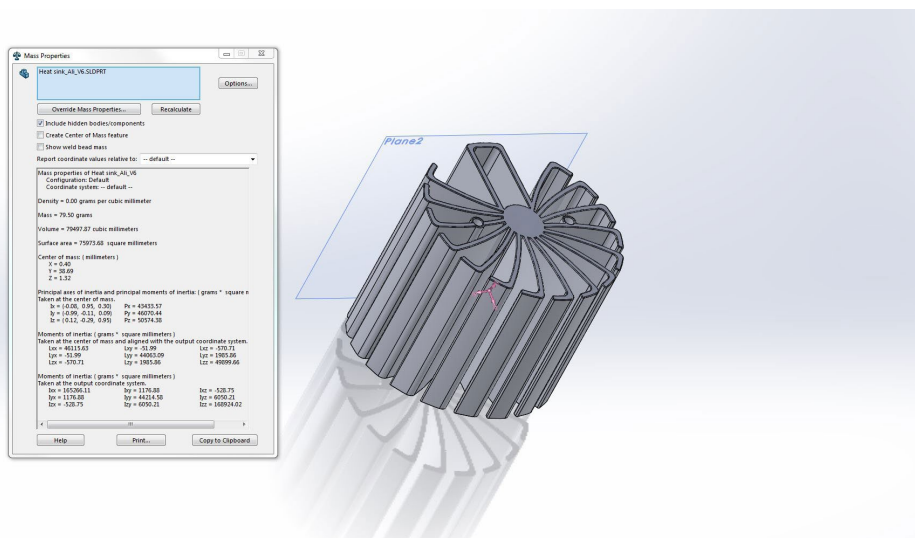 Mass Properties
Heat sink_Ali_V6.SLDPRT
Options...
Override Mass Properties... Recalculate
Include hidden bodies/components
Create Center of Mass feature
Show weld bead mass
Report coordinate values relative to: -- default --
Mass properties of Heat sink_Ali_V6
Configuration: Default
Coordinate system: -- default --
Density = 0.00 grams per cubic millimeter
Mass = 79.50 grams
Volume = 79497.87 cubic millimeters
Surface area = 75973.68 square millimeters
Center of mass: ( millimeters )
X = 0.40
Y = 38.69
Z = 1.32
Principal axes of inertia and principal moments of inertia: ( grams * square n
Taken at the center of mass.
Ix = (-0.08, 0.95, 0.30) Px = 43433.57
Iy = (-0.99, -0.11, 0.09) Py = 46070.44
Iz = ( 0.12, -0.29, 0.95) Pz = 50574.38
Moments of inertia: ( grams * square millimeters )
Taken at the center of mass and aligned with the output coordinate system.
Lxx = 46115.63 Lxy = -51.99 Lxz = -570.71
Lyx = -51.99 Lyy = 44063.09 Lyz = 1985.86
Lzx = -570.71 Lzy = 1985.86 Lzz = 49899.66
Moments of inertia: ( grams * square millimeters )
Taken at the output coordinate system.
Ixx = 165266.11 Ixy = 1176.88 Ixz = -528.75
Iyx = 1176.88 Iyy = 44214.58 Iyz = 6050.21
Izx = -528.75 Izy = 6050.21 Izz = 168924.02
Help Print... Copy to Clipboard
Plane2